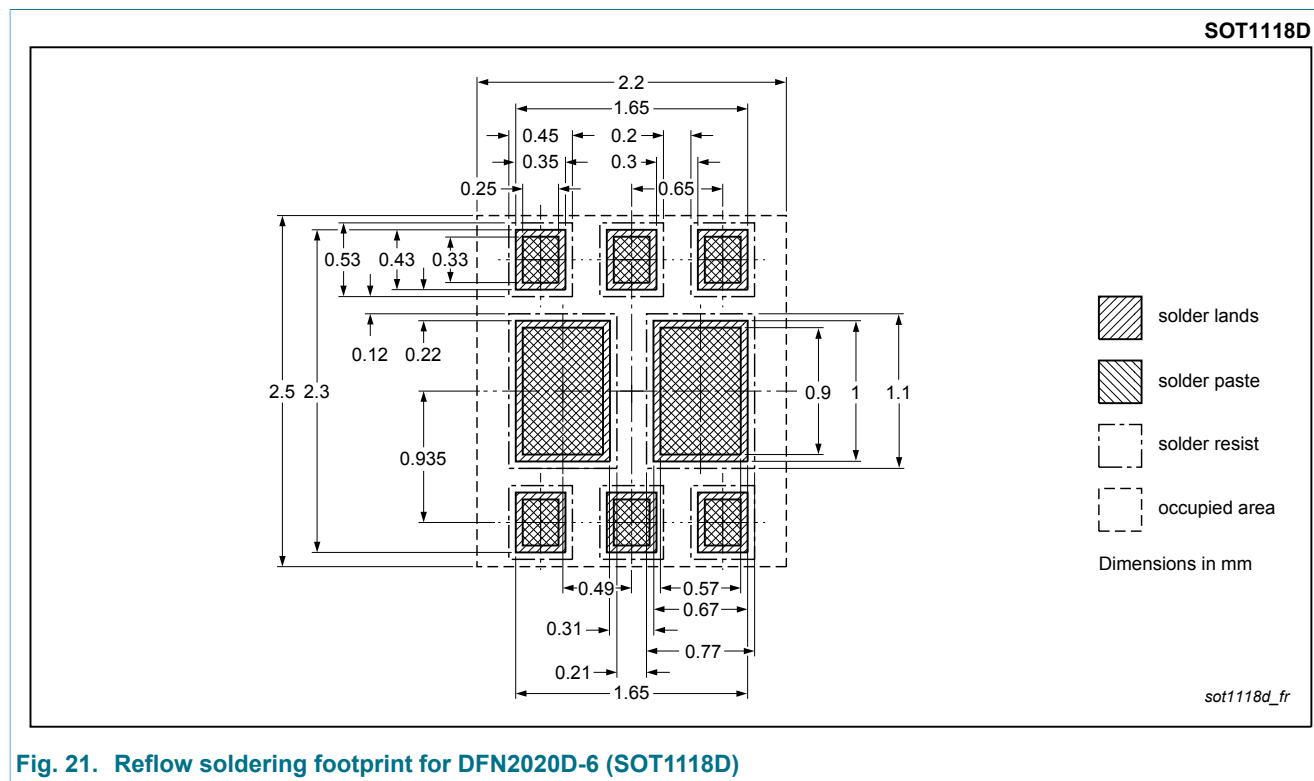 SOT1118D
2.2
1.65
0.45 0.2
0.35 0.3
0.25 0.65
0.53 0.43 0.33
solder lands
0.12 0.22
solder paste
2.5 2.3 0.9 1 1.1
solder resist
0.935
occupied area
Dimensions in mm
0.49 0.57
0.67
0.31
0.77
0.21
1.65
sot1118d_fr
Fig. 21. Reflow soldering footprint for DFN2020D-6 (SOT1118D)